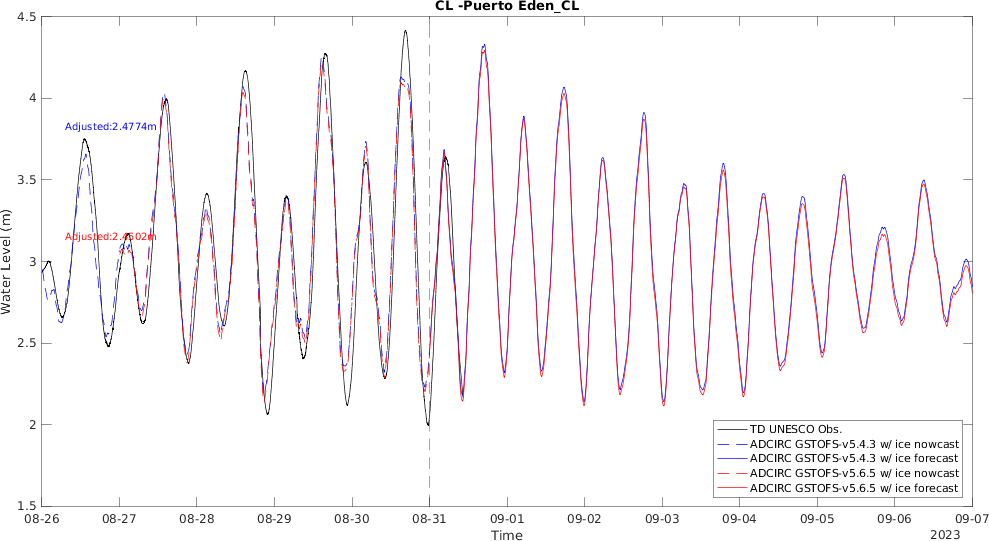 CL -Puerto Eden_CL
4.5
4
3.5
3
2.5
2
1.5
Water Level (m)
Adjusted:2.4774m
Adjusted:2.4502m
TD UNESCO Obs.
ADCIRC GSTOFS-v5.4.3 w/ ice nowcast
ADCIRC GSTOFS-v5.4.3 w/ ice forecast
ADCIRC GSTOFS-v5.6.5 w/ ice nowcast
ADCIRC GSTOFS-v5.6.5 w/ ice forecast
08-26 08-27 08-28 08-29 08-30 08-31 09-01 09-02 09-03 09-04 09-05 09-06 09-07
Time
2023